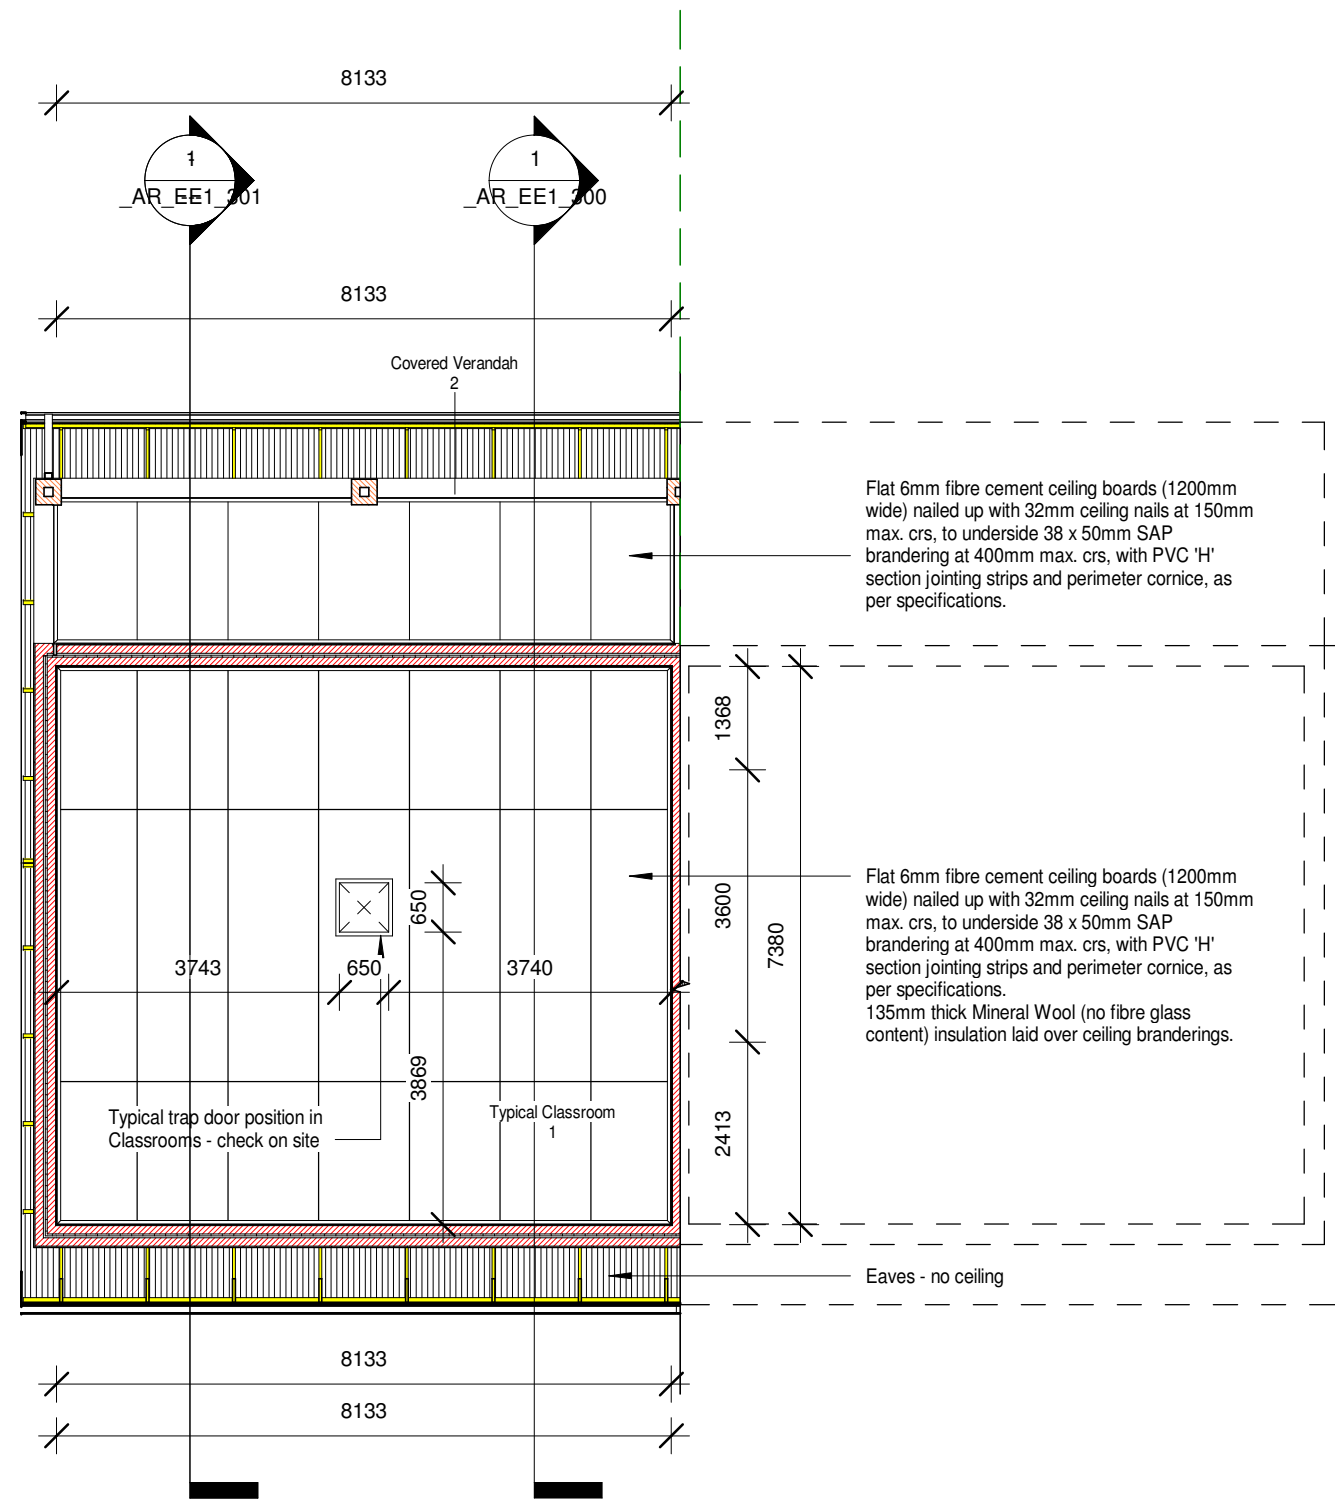 8133
1
1
_AR_EE1_301
_AR_EE1_300
8133
Covered Verandah
2
Flat 6mm fibre cement ceiling boards (1200mm
wide) nailed up with 32mm ceiling nails at 150mm
max. crs, to underside 38 x 50mm SAP
brandering at 400mm max. crs, with PVC 'H'
section jointing strips and perimeter cornice, as
per specifications.
1368
3600
7380
2413
650
3743
650
3740
3869
Flat 6mm fibre cement ceiling boards (1200mm
wide) nailed up with 32mm ceiling nails at 150mm
max. crs, to underside 38 x 50mm SAP
brandering at 400mm max. crs, with PVC 'H'
section jointing strips and perimeter cornice, as
per specifications.
135mm thick Mineral Wool (no fibre glass
content) insulation laid over ceiling branderings.
Typical trap door position in
Classrooms - check on site
Typical Classroom
1
Eaves - no ceiling
8133
8133